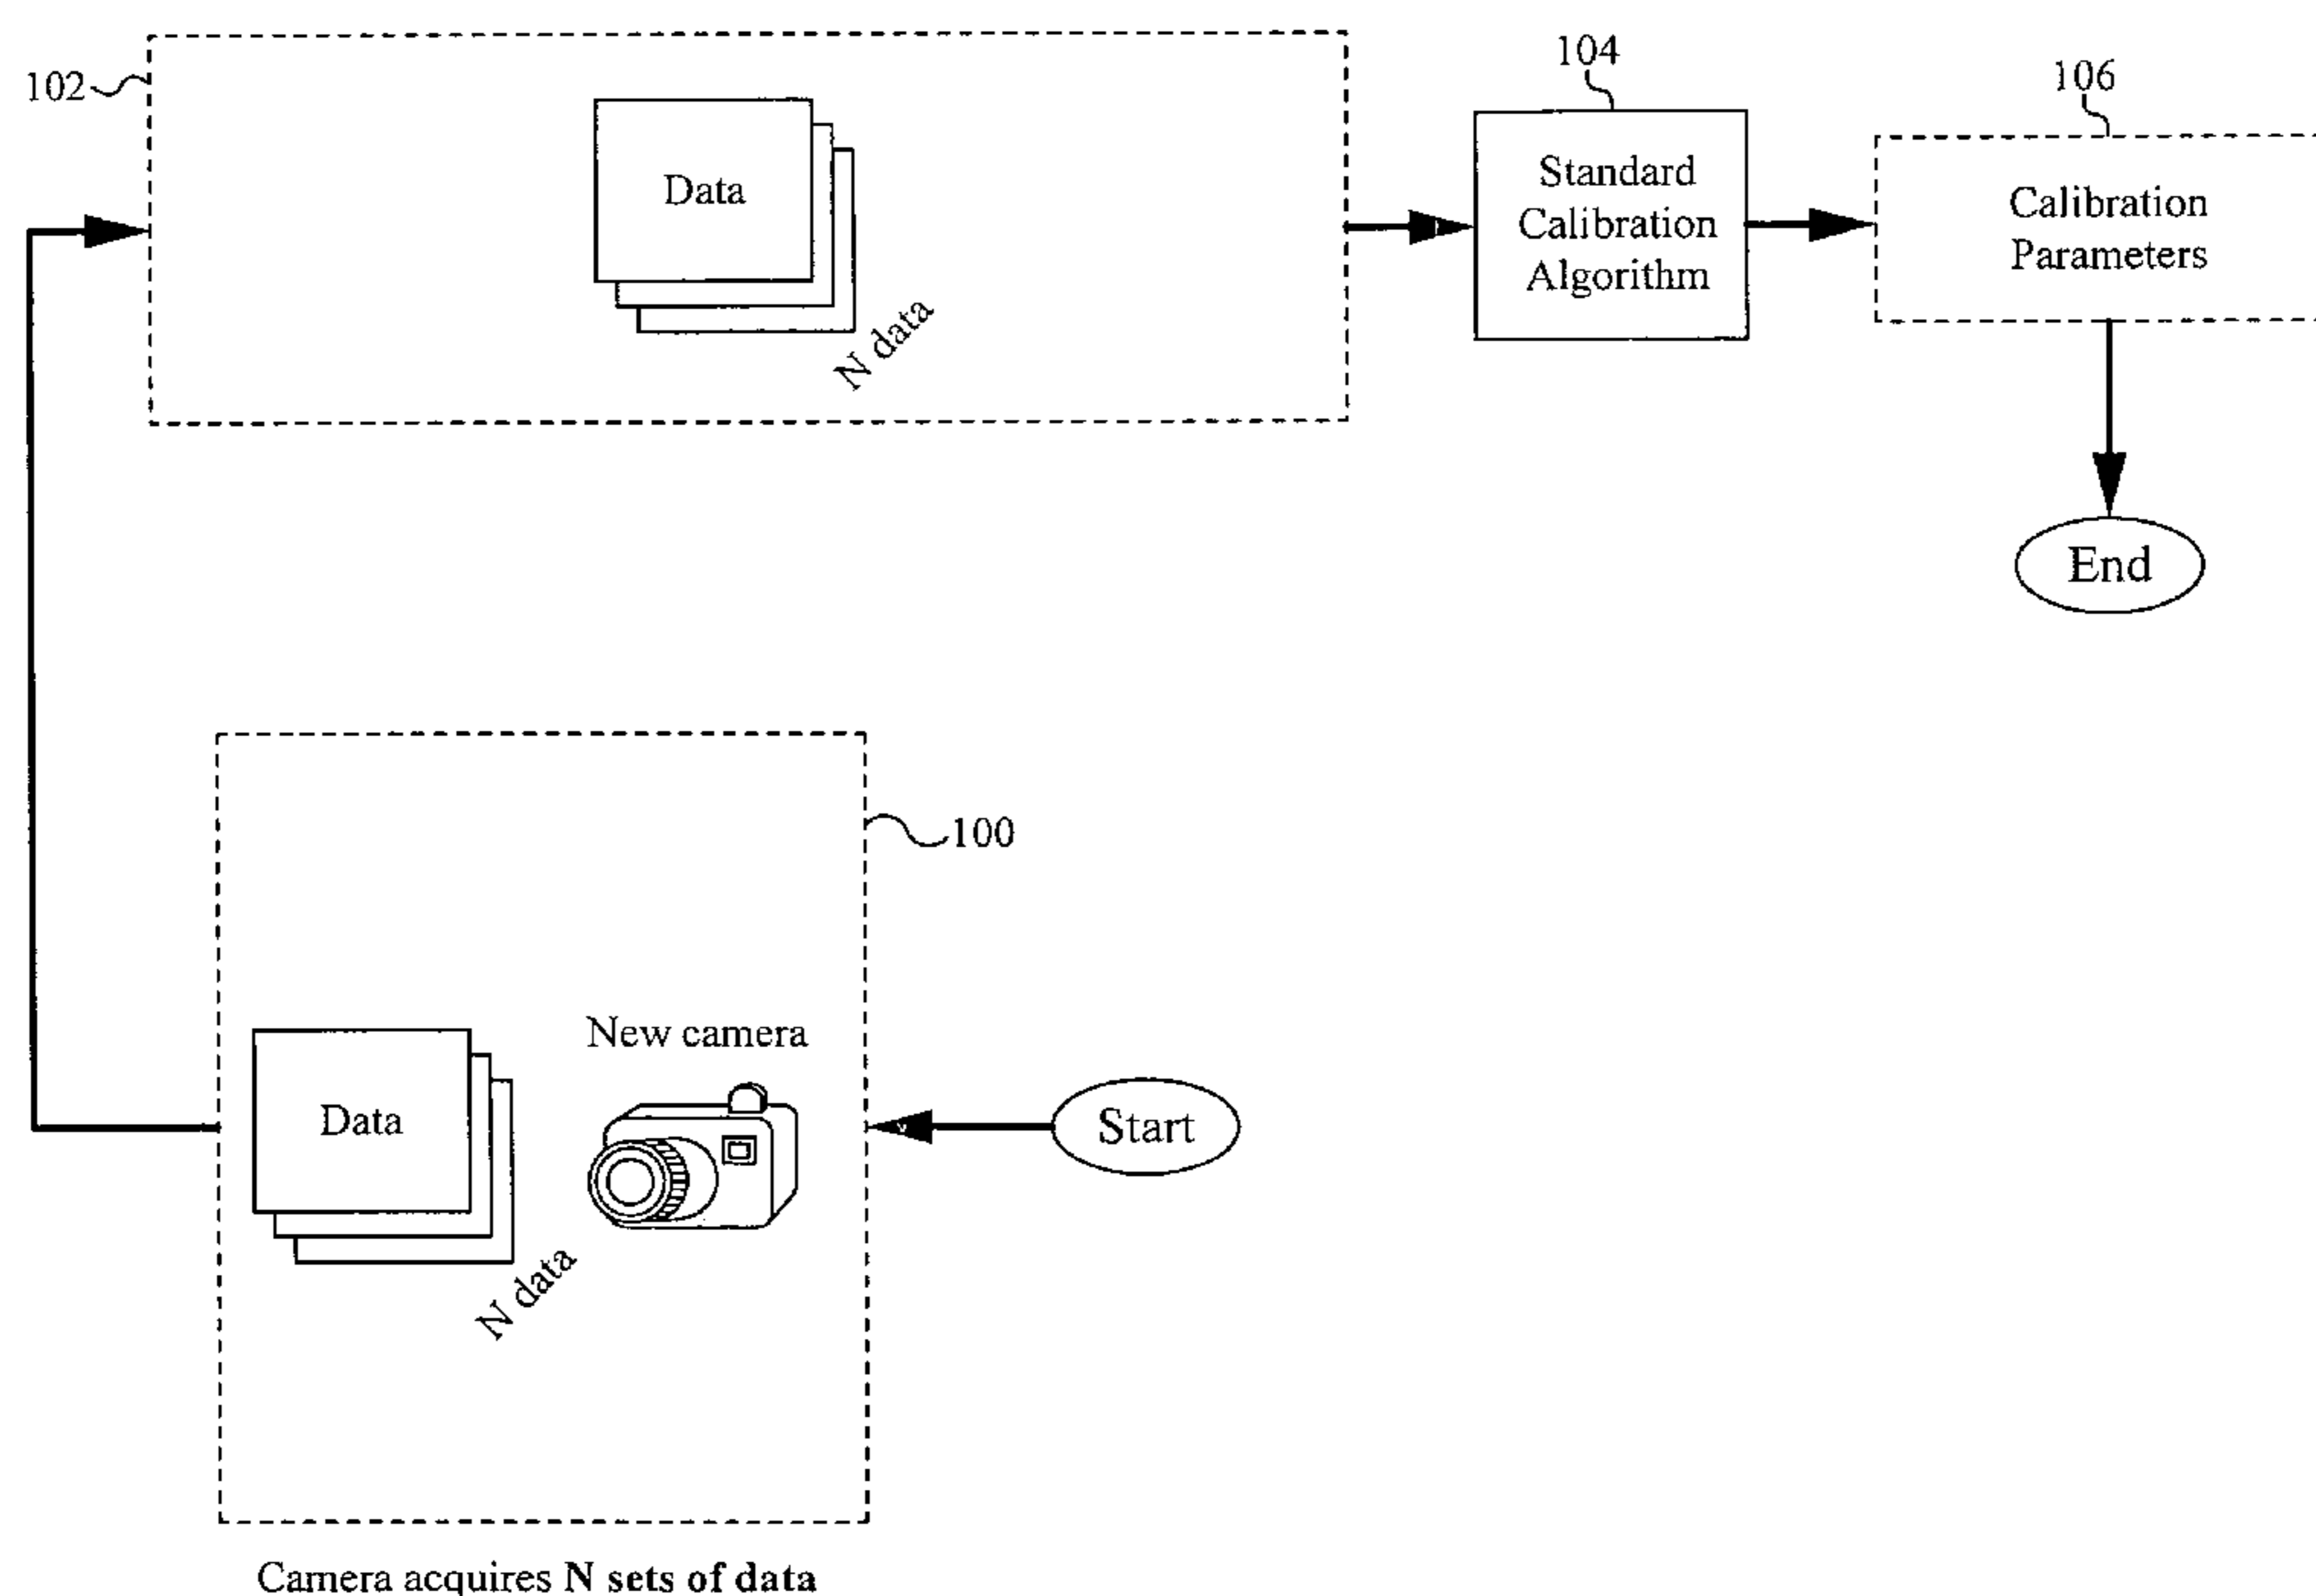 102
Data
N data
104
Standard
Calibration
Algorithm
106
Calibration
Parameters
End
100
New camera
Data
N data
Start
Camera acquires N sets of data